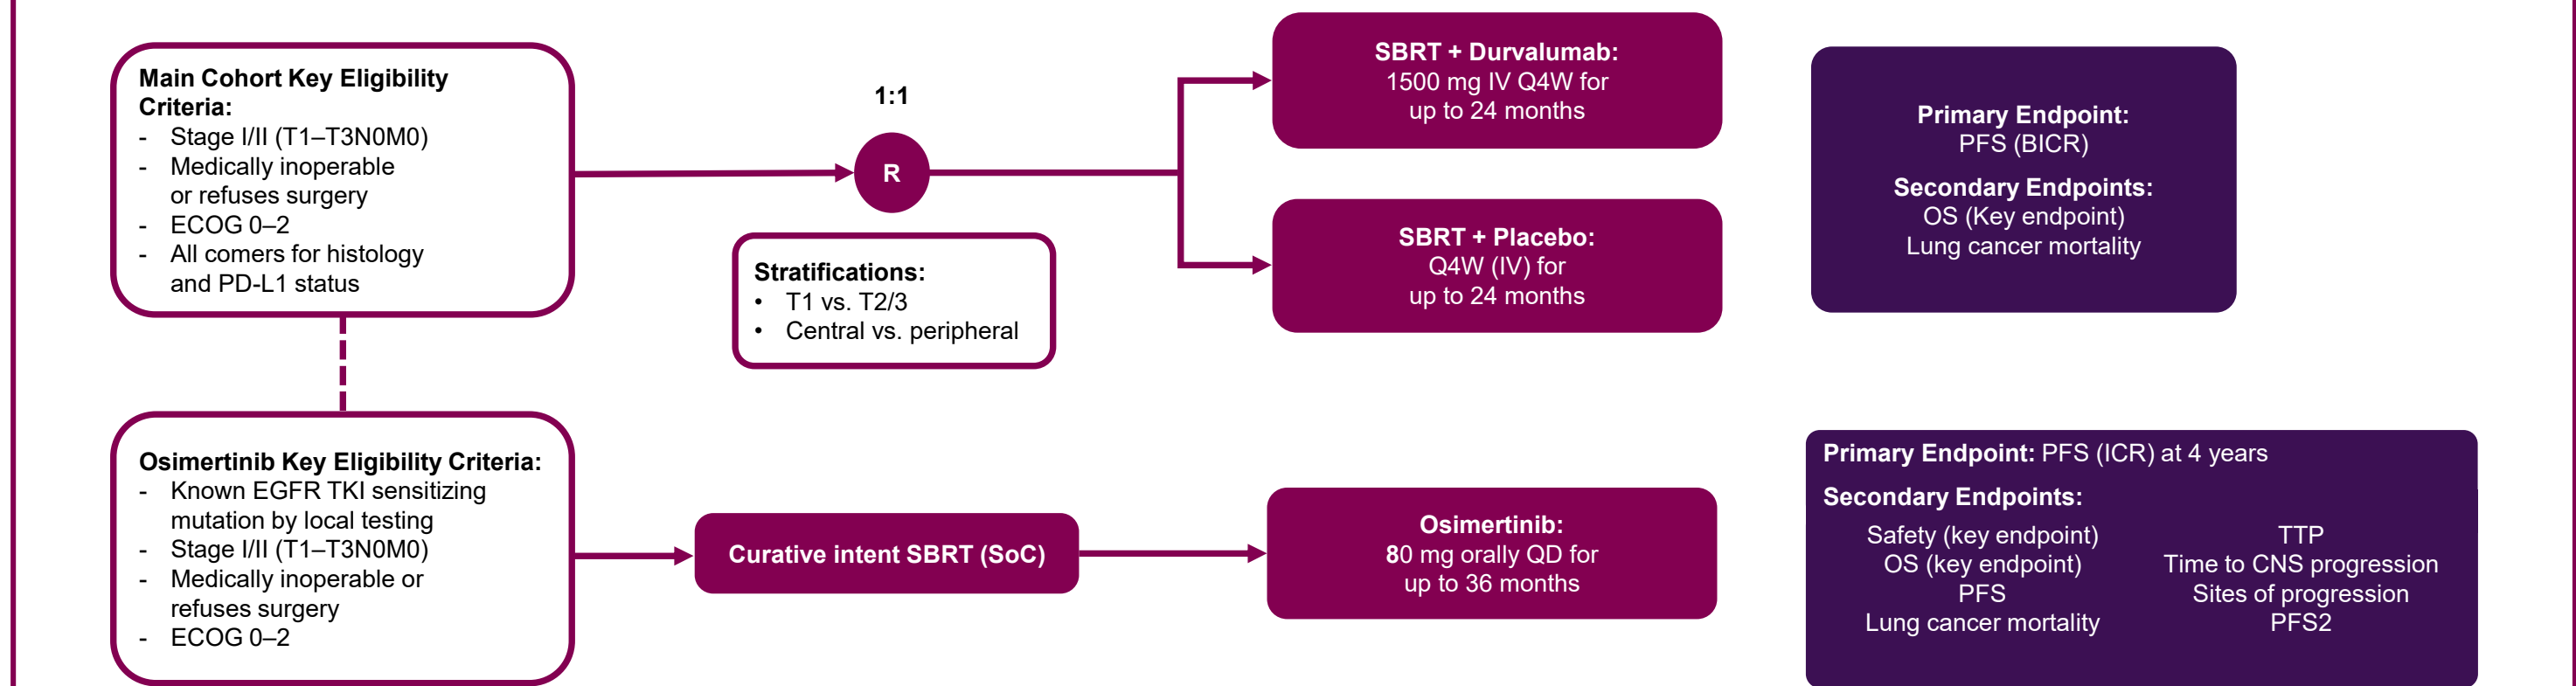 Main Cohort Key Eligibility
Criteria:
- Stage I/II (T1–T3N0M0)
- Medically inoperable
or refuses surgery
- ECOG 0–2
- All comers for histology
and PD-L1 status
1:1
R
Stratifications:
• T1 vs. T2/3
• Central vs. peripheral
SBRT + Durvalumab:
1500 mg IV Q4W for
up to 24 months
SBRT + Placebo:
Q4W (IV) for
up to 24 months
Primary Endpoint:
PFS (BICR)
Secondary Endpoints:
OS (Key endpoint)
Lung cancer mortality
Osimertinib Key Eligibility Criteria:
- Known EGFR TKI sensitizing
mutation by local testing
- Stage I/II (T1–T3N0M0)
- Medically inoperable or
refuses surgery
- ECOG 0–2
Curative intent SBRT (SoC)
Osimertinib:
80 mg orally QD for
up to 36 months
Primary Endpoint: PFS (ICR) at 4 years
Secondary Endpoints:
Safety (key endpoint)
OS (key endpoint)
PFS
Lung cancer mortality
TTP
Time to CNS progression
Sites of progression
PFS2